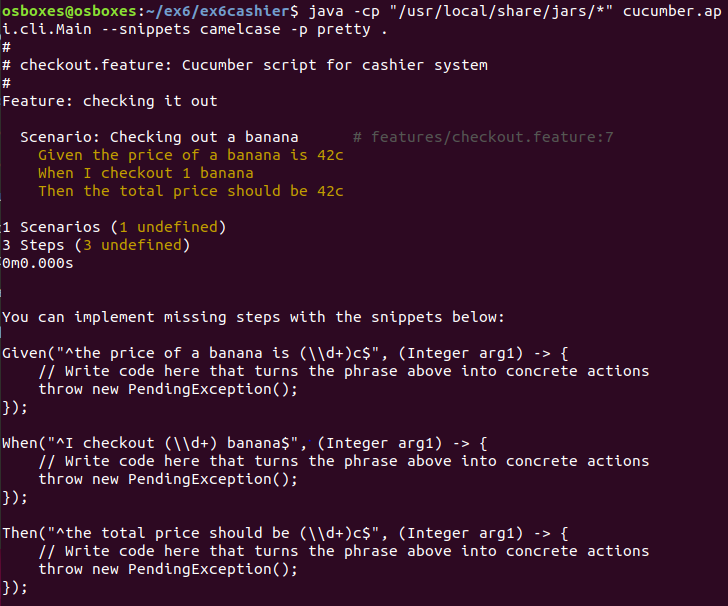 osboxes@osboxes:~/ex6/ex6cashier$ java -cp "/usr/local/share/jars/*" cucumber.ap
i.cli.Main --snippets camelcase -p pretty .
#
# checkout.feature: Cucumber script for cashier system
#
Feature: checking it out

  Scenario: Checking out a banana      # features/checkout.feature:7
    Given the price of a banana is 42c
    When I checkout 1 banana
    Then the total price should be 42c

1 Scenarios (1 undefined)
3 Steps (3 undefined)
0m0.000s


You can implement missing steps with the snippets below:

Given("^the price of a banana is (\\d+)c$", (Integer arg1) -> {
    // Write code here that turns the phrase above into concrete actions
    throw new PendingException();
});

When("^I checkout (\\d+) banana$", (Integer arg1) -> {
    // Write code here that turns the phrase above into concrete actions
    throw new PendingException();
});

Then("^the total price should be (\\d+)c$", (Integer arg1) -> {
    // Write code here that turns the phrase above into concrete actions
    throw new PendingException();
});